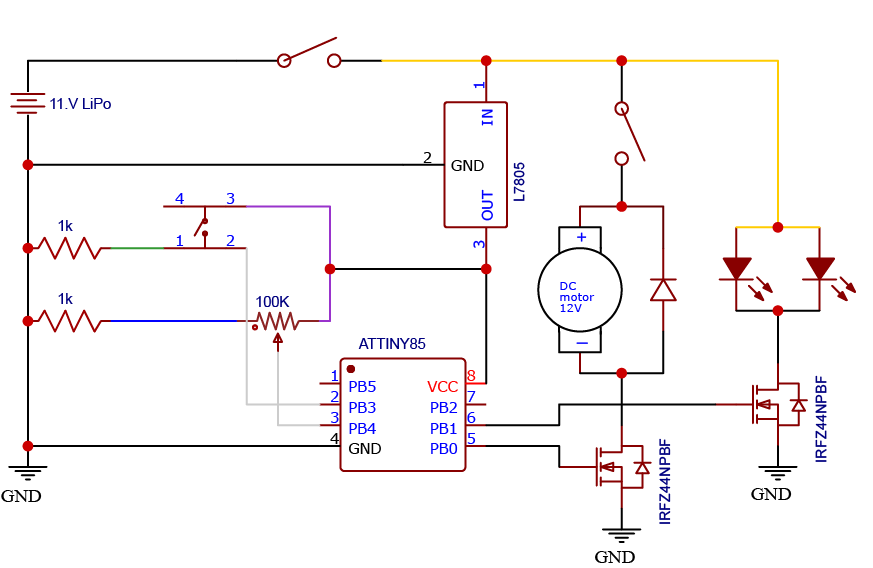 11.V LiPo
1
IN
2
GND
L7805
OUT
3
4
3
1k
1
2
1k
100K
+
DC
motor
12V
−
ATTINY85
1
PB5
VCC
8
2
PB3
PB2
7
3
PB4
PB1
6
4
GND
PB0
5
IRFZ44NPBF
IRFZ44NPBF
GND
GND
GND